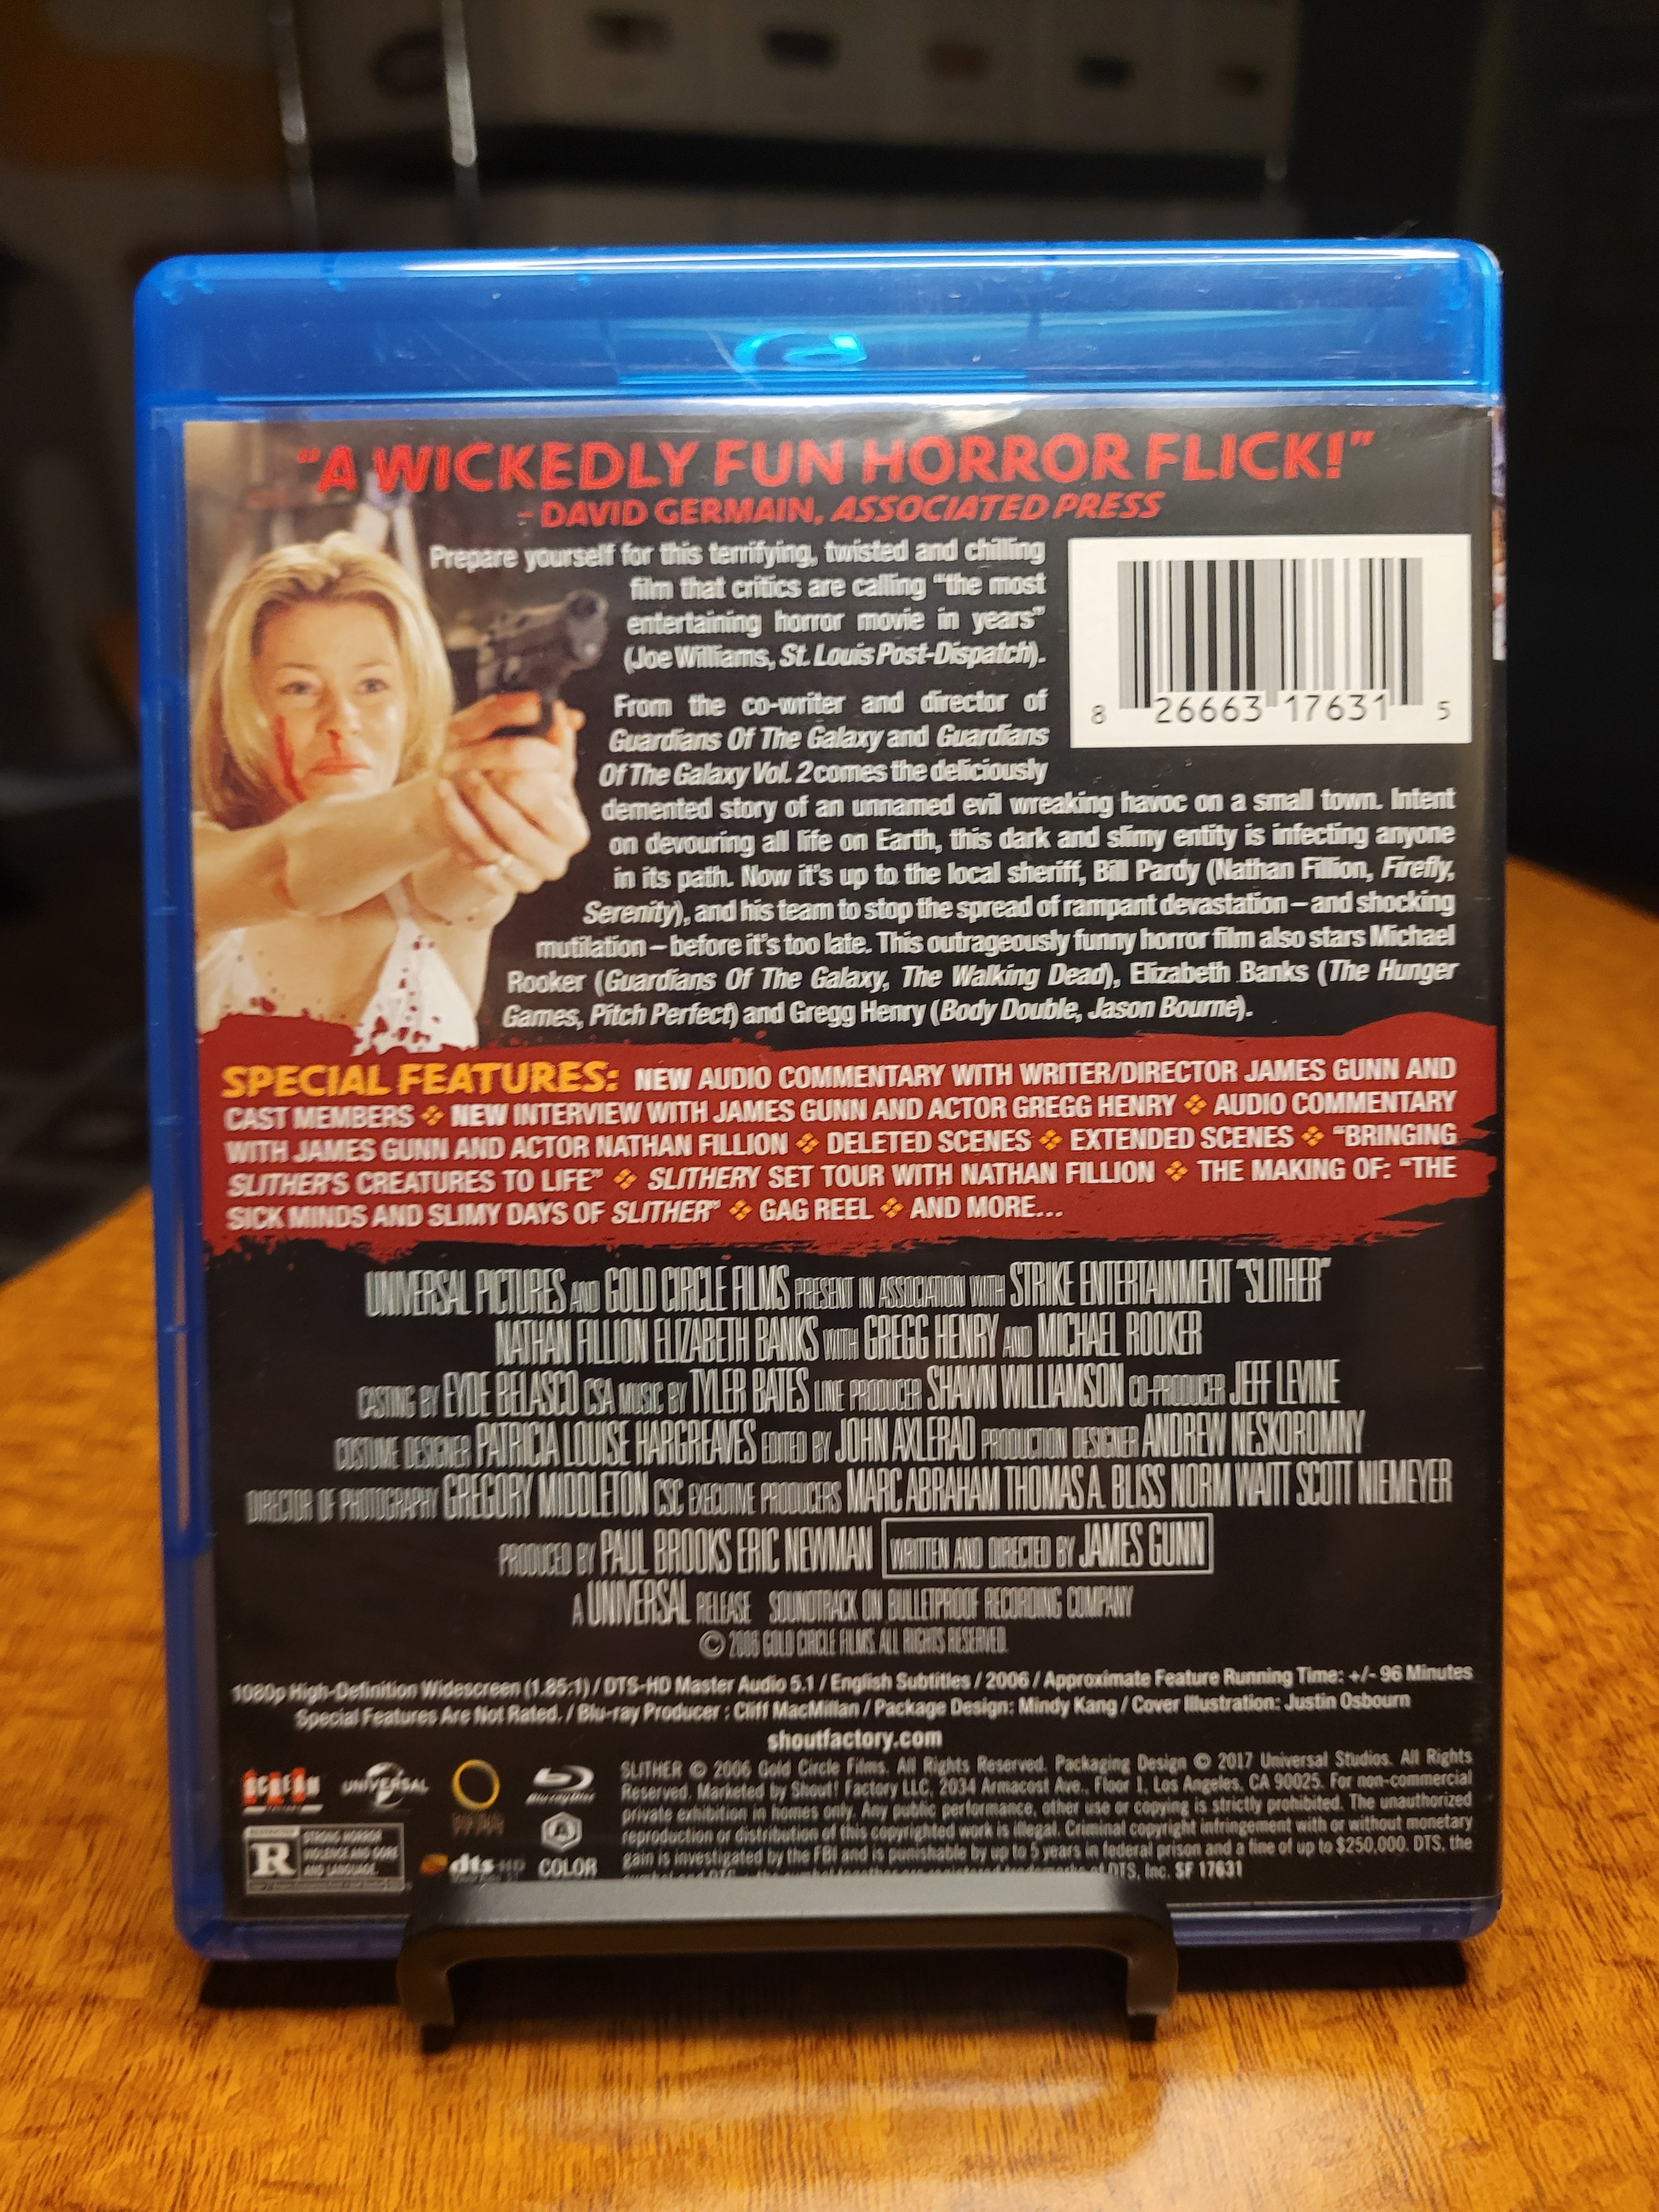 "A WICKEDLY FUN HORROR FLICK!"
- DAVID GERMAIN, ASSOCIATED PRESS
Prepare yourself for this terrifying, twisted and chilling
film that critics are calling "the most
entertaining horror movie in years"
(Joe Williams, St. Louis Post-Dispatch).
8 26663 17631 5
From the co-writer and director of
Guardians Of The Galaxy and Guardians
Of The Galaxy Vol. 2 comes the deliciously
demented story of an unnamed evil wreaking havoc on a small town. Intent
on devouring all life on Earth, this dark and slimy entity is infecting anyone
in its path. Now it's up to the local sheriff, Bill Pardy (Nathan Fillion, Firefly,
Serenity), and his team to stop the spread of rampant devastation – and shocking
mutilation – before it's too late. This outrageously funny horror film also stars Michael
Rooker (Guardians Of The Galaxy, The Walking Dead), Elizabeth Banks (The Hunger
Games, Pitch Perfect) and Gregg Henry (Body Double, Jason Bourne).
SPECIAL FEATURES: NEW AUDIO COMMENTARY WITH WRITER/DIRECTOR JAMES GUNN AND
CAST MEMBERS ❖ NEW INTERVIEW WITH JAMES GUNN AND ACTOR GREGG HENRY ❖ AUDIO COMMENTARY
WITH JAMES GUNN AND ACTOR NATHAN FILLION ❖ DELETED SCENES ❖ EXTENDED SCENES ❖ "BRINGING
SLITHER'S CREATURES TO LIFE" ❖ SLITHERY SET TOUR WITH NATHAN FILLION ❖ THE MAKING OF: "THE
SICK MINDS AND SLIMY DAYS OF SLITHER" ❖ GAG REEL ❖ AND MORE...
UNIVERSAL PICTURES AND GOLD CIRCLE FILMS PRESENT IN ASSOCIATION WITH STRIKE ENTERTAINMENT "SLITHER"
NATHAN FILLION ELIZABETH BANKS WITH GREGG HENRY AND MICHAEL ROOKER
CASTING BY EYDE BELASCO CSA MUSIC BY TYLER BATES LINE PRODUCER SHAWN WILLIAMSON CO-PRODUCER JEFF LEVINE
COSTUME DESIGNER PATRICIA LOUISE HARGREAVES EDITED BY JOHN AXLERAD PRODUCTION DESIGNER ANDREW NESKOROMNY
DIRECTOR OF PHOTOGRAPHY GREGORY MIDDLETON CSC EXECUTIVE PRODUCERS MARC ABRAHAM THOMAS A. BLISS NORM WAITT SCOTT NIEMEYER
PRODUCED BY PAUL BROOKS ERIC NEWMAN WRITTEN AND DIRECTED BY JAMES GUNN
A UNIVERSAL RELEASE SOUNDTRACK ON BULLETPROOF RECORDING COMPANY
© 2006 GOLD CIRCLE FILMS. ALL RIGHTS RESERVED.
1080p High-Definition Widescreen (1.85:1) / DTS-HD Master Audio 5.1 / English Subtitles / 2006 / Approximate Feature Running Time: +/- 96 Minutes
Special Features Are Not Rated. / Blu-ray Producer : Cliff MacMillan / Package Design: Mindy Kang / Cover Illustration: Justin Osbourn
shoutfactory.com
SCREAM
UNIVERSAL
Blu-ray Disc
R
STRONG HORROR
VIOLENCE AND GORE
AND LANGUAGE.
dts-HD
A
COLOR
SLITHER © 2006 Gold Circle Films. All Rights Reserved. Packaging Design © 2017 Universal Studios. All Rights
Reserved. Marketed by Shout! Factory LLC, 2034 Armacost Ave., Floor 1, Los Angeles, CA 90025. For non-commercial
private exhibition in homes only. Any public performance, other use or copying is strictly prohibited. The unauthorized
reproduction or distribution of this copyrighted work is illegal. Criminal copyright infringement with or without monetary
gain is investigated by the FBI and is punishable by up to 5 years in federal prison and a fine of up to $250,000. DTS, the
DTS, Inc. SF 17631